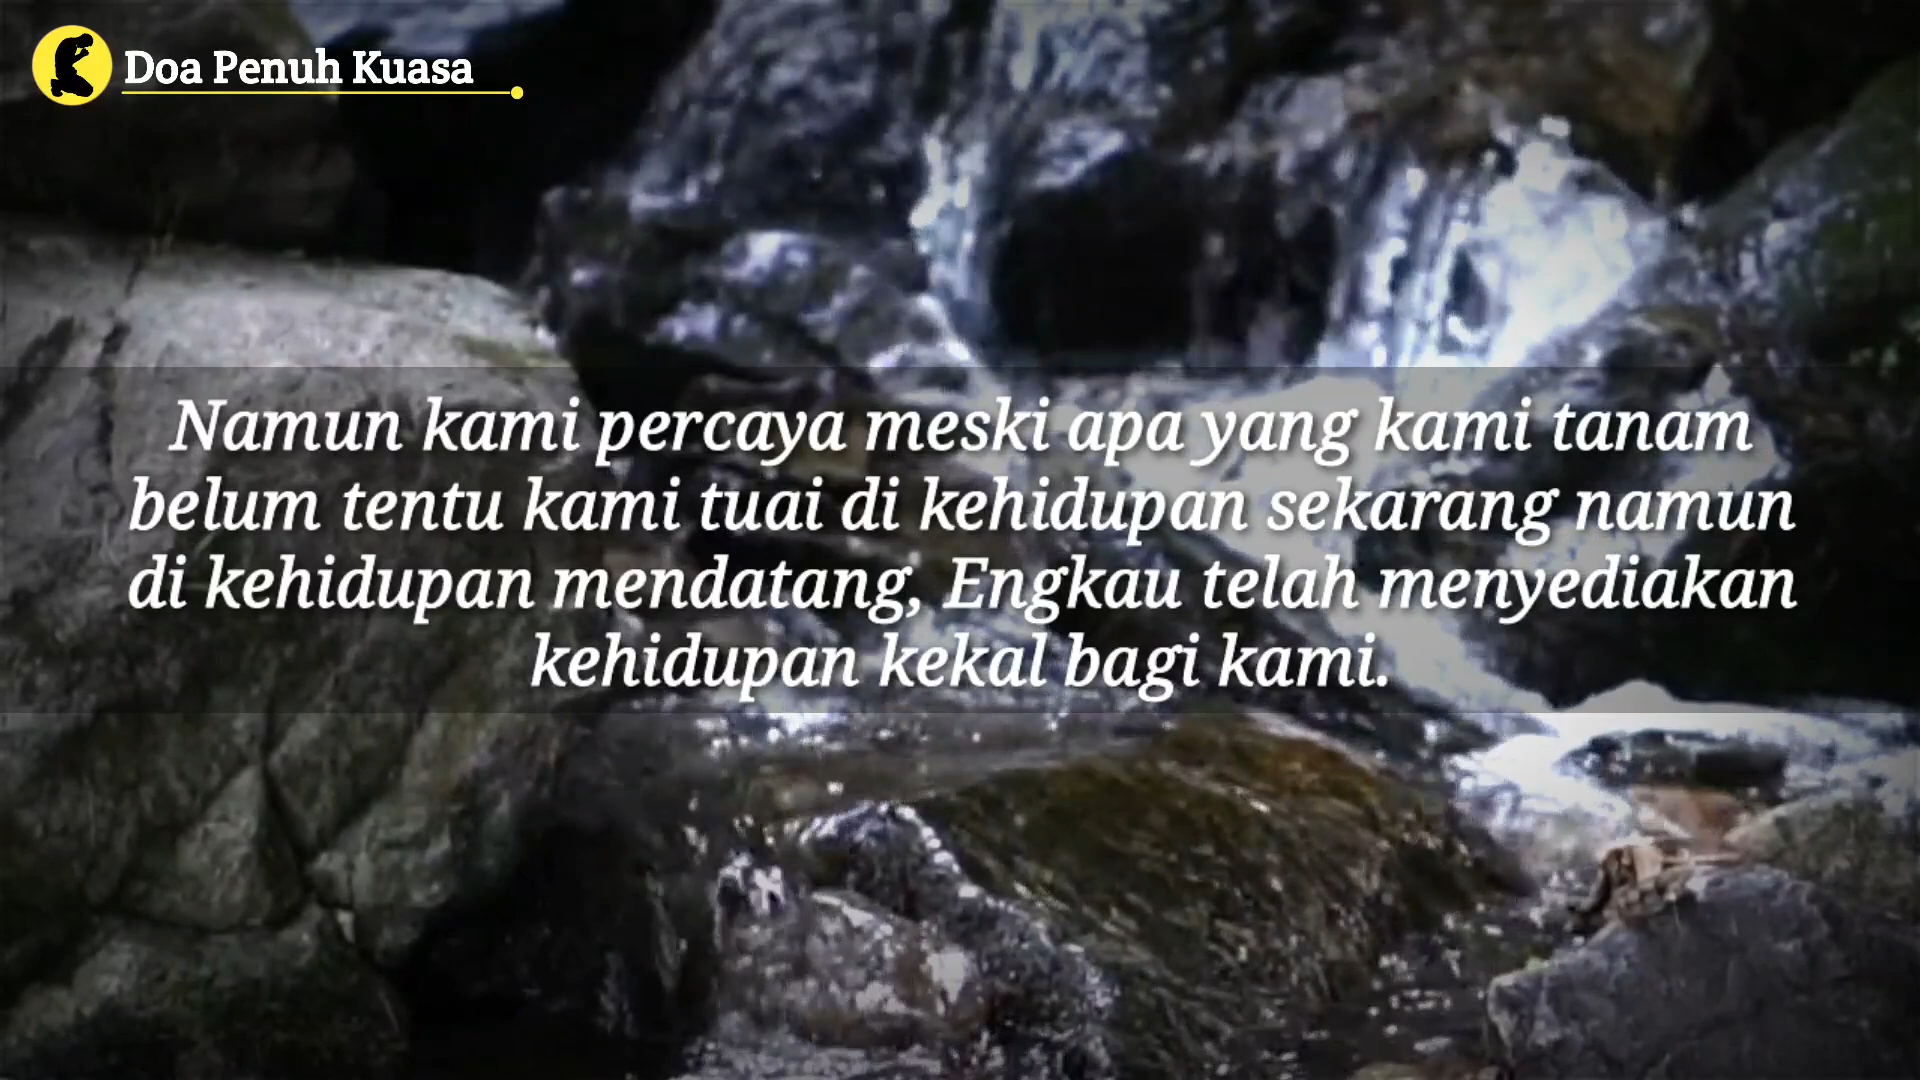 Doa Penuh Kuasa
Namun kami percaya meski apa yang kami tanam
belum tentu kami tuai di kehidupan sekarang namun
di kehidupan mendatang, Engkau telah menyediakan
kehidupan kekal bagi kami.